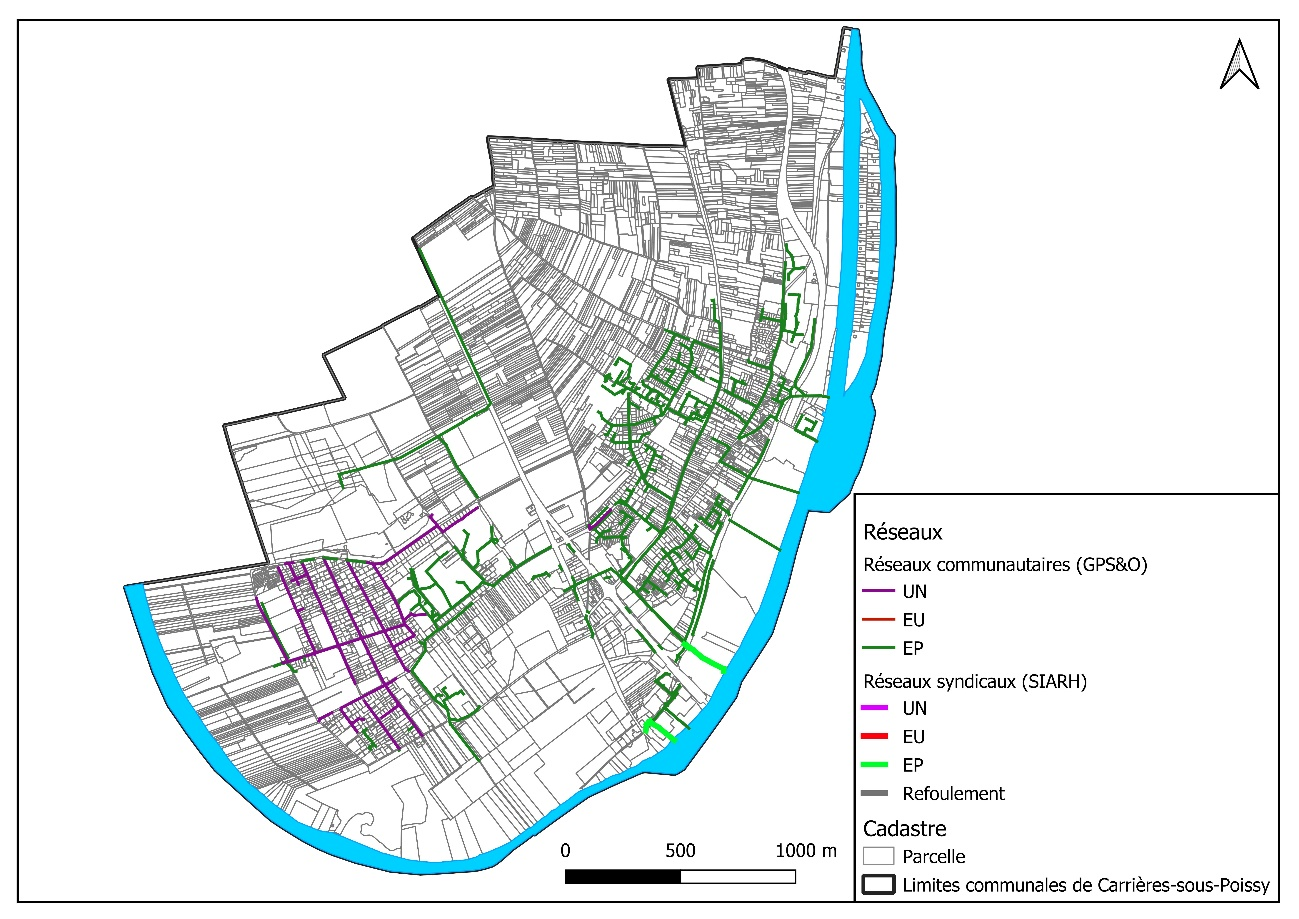 Réseaux
Réseaux communautaires (GPS&O)
UN
EU
EP
Réseaux syndicaux (SIARH)
UN
EU
EP
Refoulement
Cadastre
Parcelle
Limites communales de Carrières-sous-Poissy
0 500 1000 m